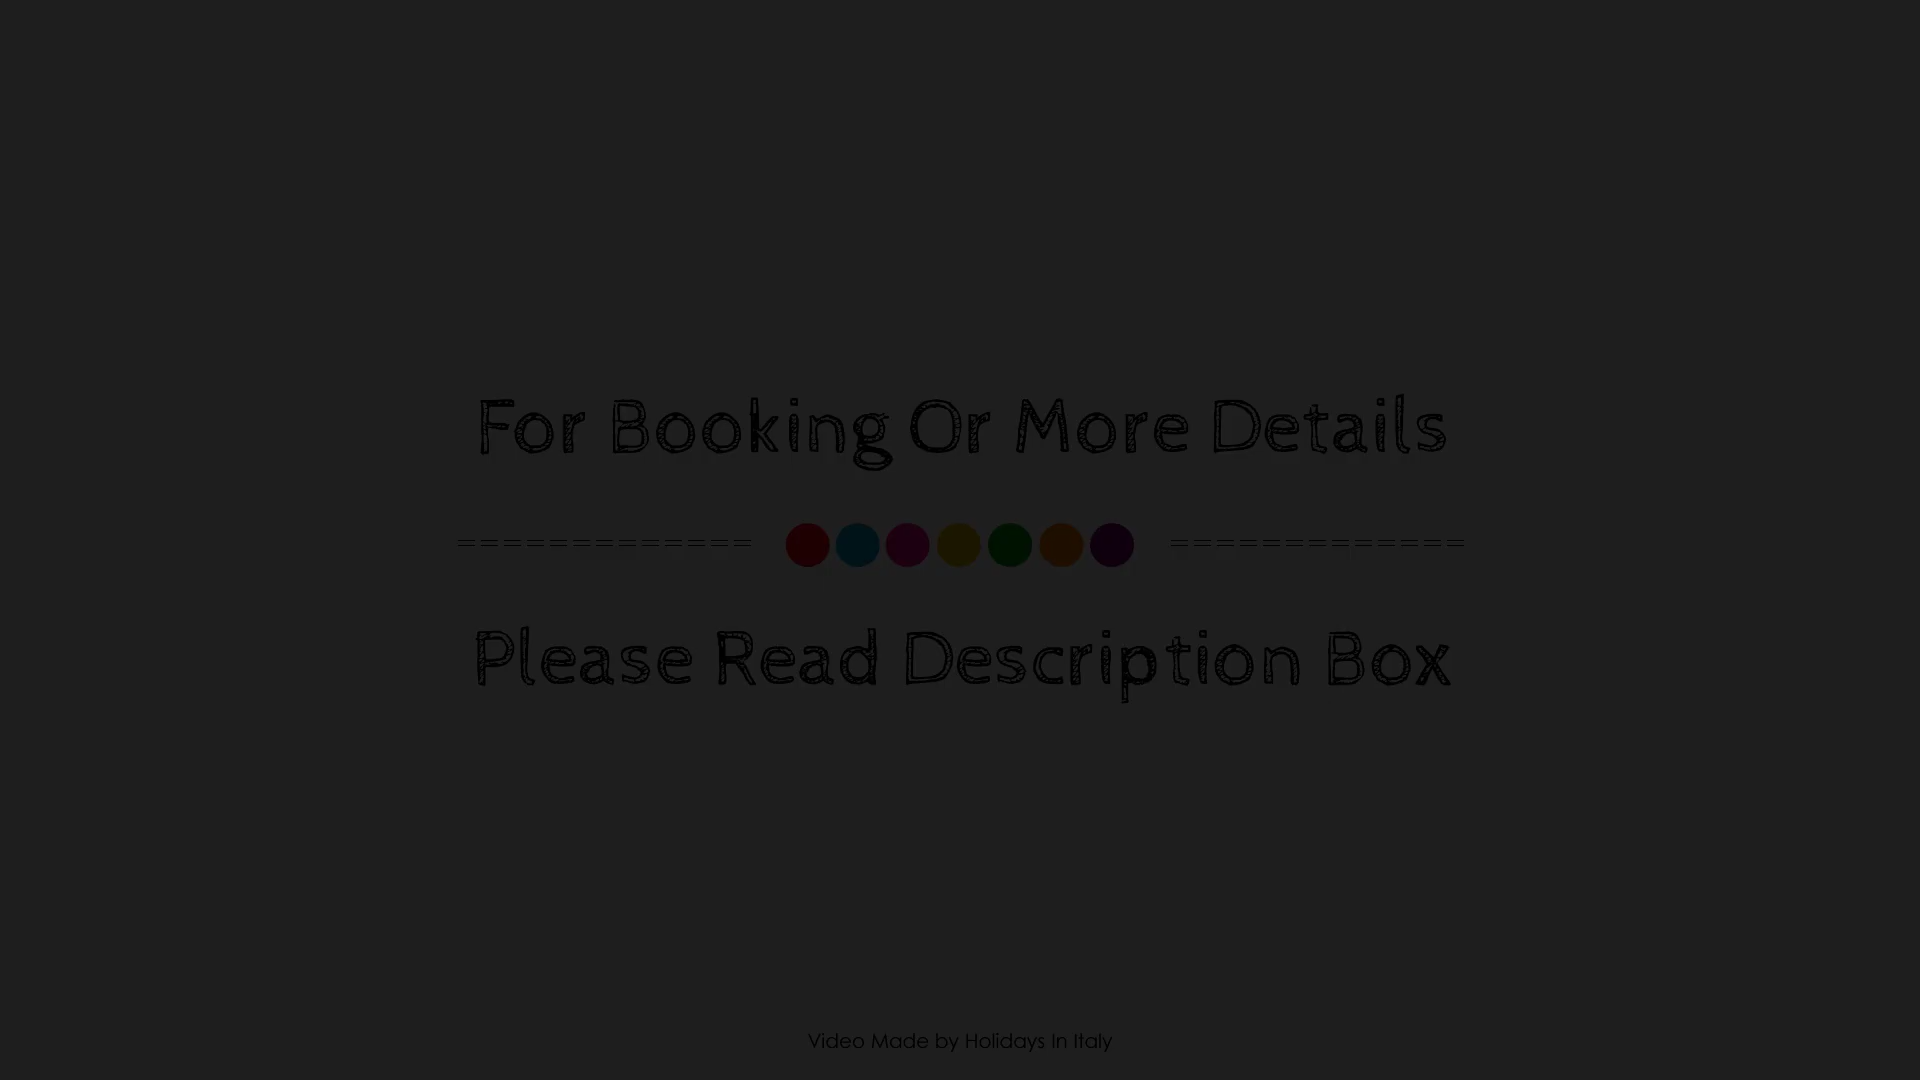 For Booking Or More Details
============= =============
Please Read Description Box
Video Made by Holidays In Italy